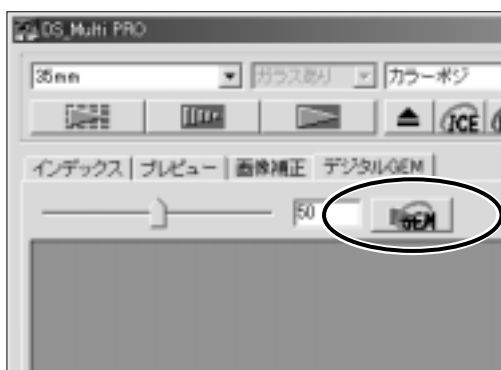 DS_Multi PRO
35mm ガラスあり カラーポジ
ICE
インデックス プレビュー 画像補正 デジタルGEM
50 GEM